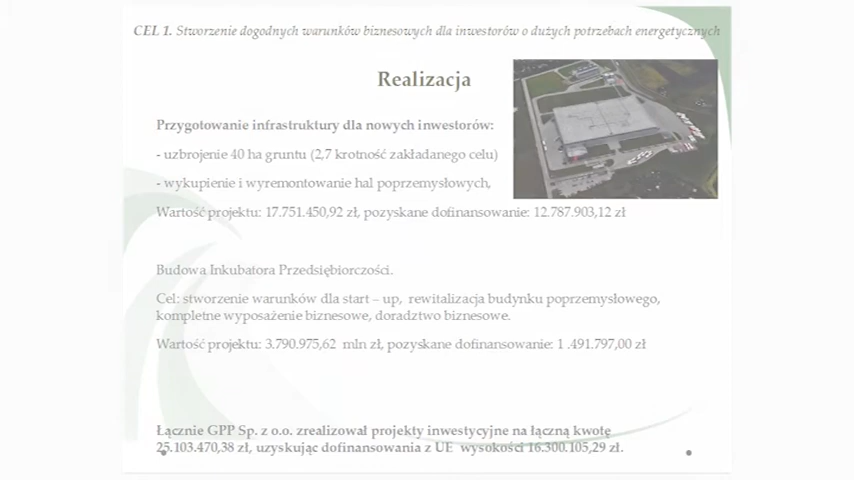 CEL 1. Stworzenie dogodnych warunków biznesowych dla inwestorów o dużych potrzebach energetycznych
Realizacja
Przygotowanie infrastruktury dla nowych inwestorów:
- uzbrojenie 40 ha gruntu (2,7 krotność zakładanego celu)
- wykupienie i wyremontowanie hal poprzemysłowych,
Wartość projektu: 17.751.450,92 zł, pozyskane dofinansowanie: 12.787.903,12 zł
Budowa Inkubatora Przedsiębiorczości.
Cel: stworzenie warunków dla start – up, rewitalizacja budynku poprzemysłowego,
kompletne wyposażenie biznesowe, doradztwo biznesowe.
Wartość projektu: 3.790.975,62 mln zł, pozyskane dofinansowanie: 1 .491.797,00 zł
Łącznie GPP Sp. z o.o. zrealizował projekty inwestycyjne na łączną kwotę
25.103.470,38 zł, uzyskując dofinansowania z UE wysokości 16.300.105,29 zł.